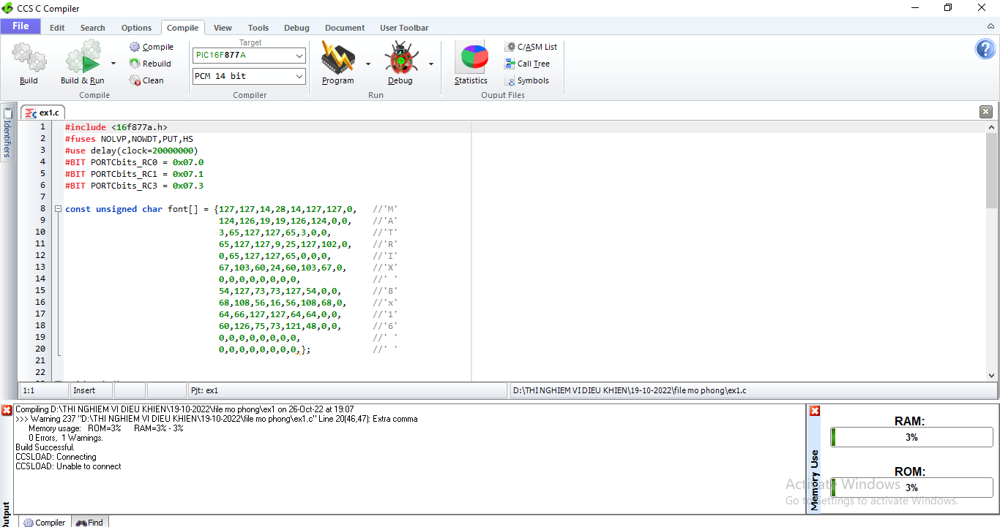 CCS C Compiler
File Edit Search Options Compile View Tools Debug Document User Toolbar
Build
Build & Run
Compile
Rebuild
Clean
Compile
Target
PIC16F877A
PCM 14 bit
Compiler
Program
Debug
Run
Statistics
C/ASM List
Call Tree
Symbols
Ouput Files
Identifiers
ex1.c
1 #include <16f877a.h>
2 #fuses NOLVP,NOWDT,PUT,HS
3 #use delay(clock=20000000)
4 #BIT PORTCbits_RC0 = 0x07.0
5 #BIT PORTCbits_RC1 = 0x07.1
6 #BIT PORTCbits_RC3 = 0x07.3
7
8 const unsigned char font[] = {127,127,14,28,14,127,127,0, //'M'
9 124,126,19,19,126,124,0,0, //'A'
10 3,65,127,127,65,3,0,0, //'T'
11 65,127,127,9,25,127,102,0, //'R'
12 0,65,127,127,65,0,0,0, //'I'
13 67,103,60,24,60,103,67,0, //'X'
14 0,0,0,0,0,0,0,0, //' '
15 54,127,73,73,127,54,0,0, //'8'
16 68,108,56,16,56,108,68,0, //'x'
17 64,66,127,127,64,64,0,0, //'1'
18 60,126,75,73,121,48,0,0, //'6'
19 0,0,0,0,0,0,0,0, //' '
20 0,0,0,0,0,0,0,0,}; //' '
21
22
1:1 Insert Pjt: ex1 D:\THI NGHIEM VI DIEU KHIEN\19-10-2022\file mo phong\ex1.c
Compiling D:\THI NGHIEM VI DIEU KHIEN\19-10-2022\file mo phong\ex1 on 26-Oct-22 at 19:07
>>> Warning 237 "D:\THI NGHIEM VI DIEU KHIEN\19-10-2022\file mo phong\ex1.c" Line 20(46,47): Extra comma
Memory usage: ROM=3% RAM=3% - 3%
0 Errors, 1 Warnings.
Build Successful.
CCSLOAD: Connecting
CCSLOAD: Unable to connect
Output
Compiler Find
Memory Use
RAM:
3%
ROM:
3%
Activate Windows
Go to Settings to activate Windows.